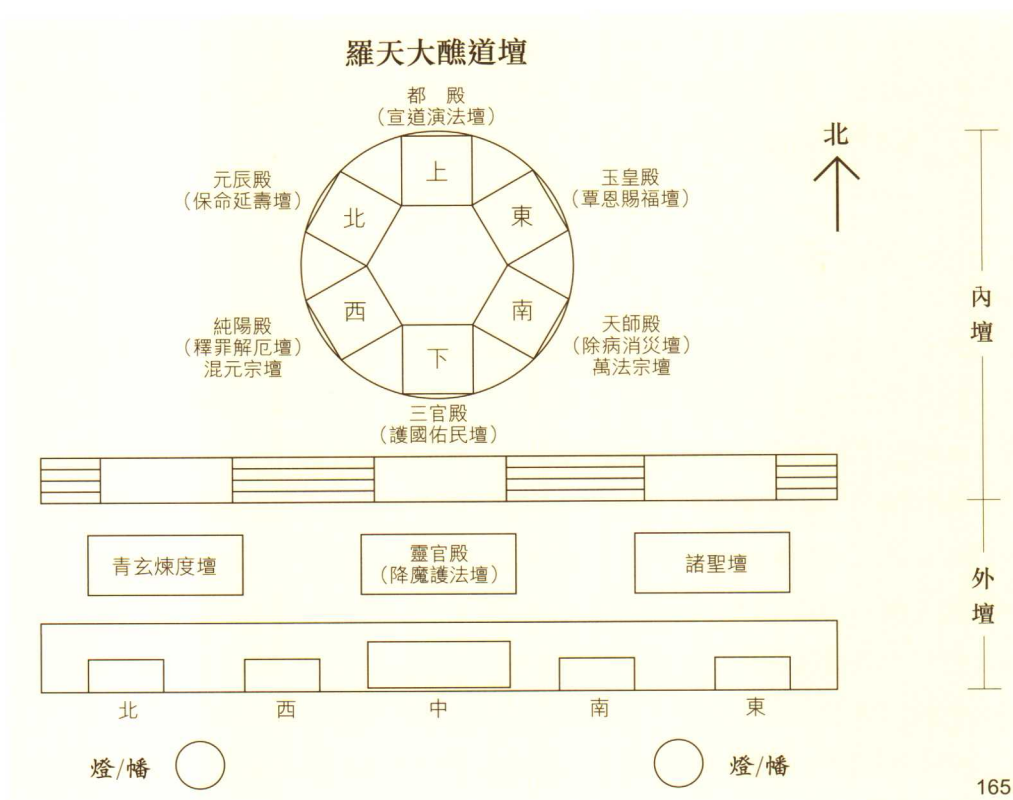 羅天大醮道壇
都　殿
（宣道演法壇）
北
元辰殿
（保命延壽壇）
玉皇殿
（覃恩賜福壇）
上
北
東
西
南
下
純陽殿
（釋罪解厄壇）
混元宗壇
天師殿
（除病消災壇）
萬法宗壇
三官殿
（護國佑民壇）
內壇
青玄煉度壇
靈官殿
（降魔護法壇）
諸聖壇
外壇
北
西
中
南
東
燈/幡
燈/幡
165